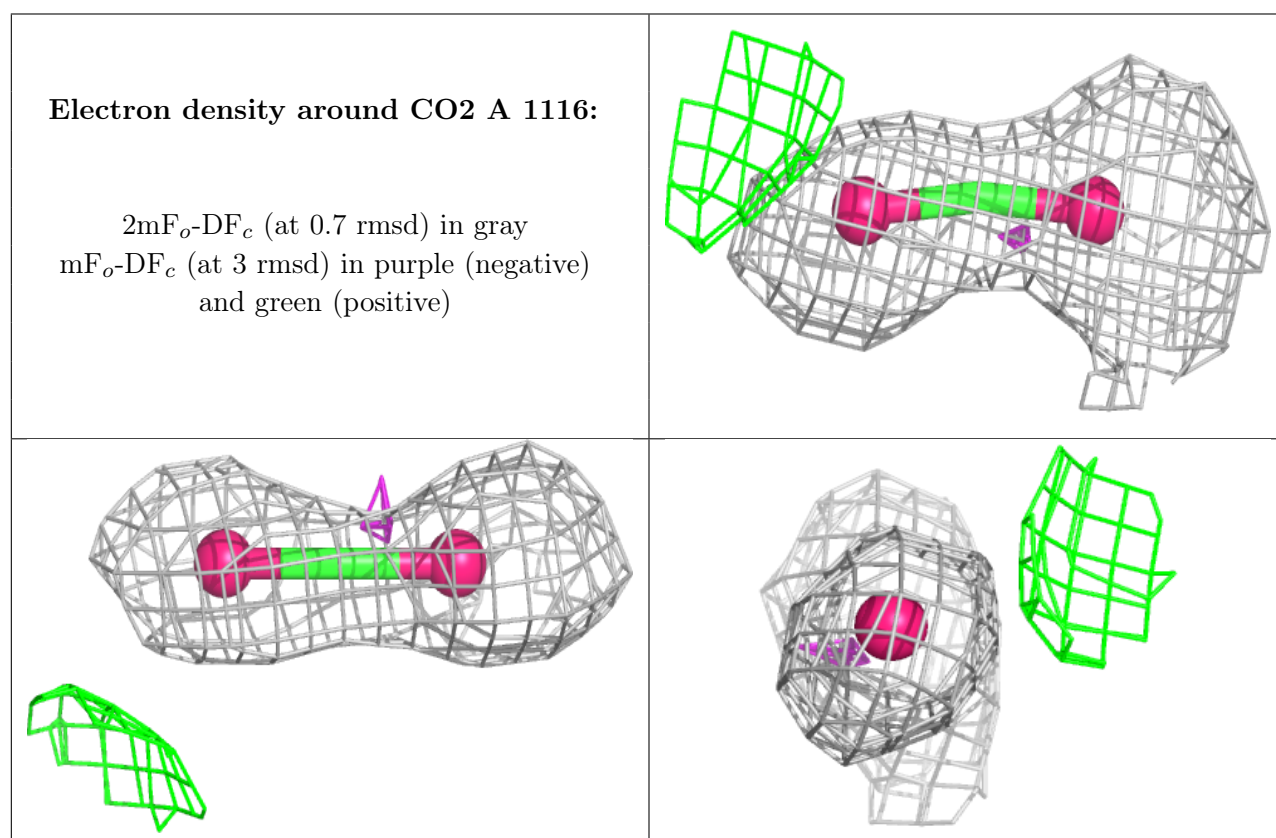 Electron density around CO2 A 1116:
2mFo-DFc (at 0.7 rmsd) in gray
mFo-DFc (at 3 rmsd) in purple (negative)
and green (positive)